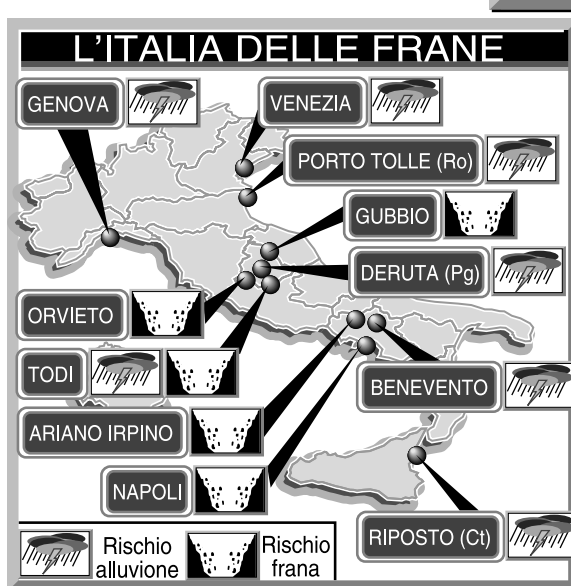 L'ITALIA DELLE FRANE
GENOVA
VENEZIA
PORTO TOLLE (Ro)
GUBBIO
DERUTA (Pg)
ORVIETO
TODI
BENEVENTO
ARIANO IRPINO
NAPOLI
RIPOSTO (Ct)
Rischio
alluvione
Rischio
frana